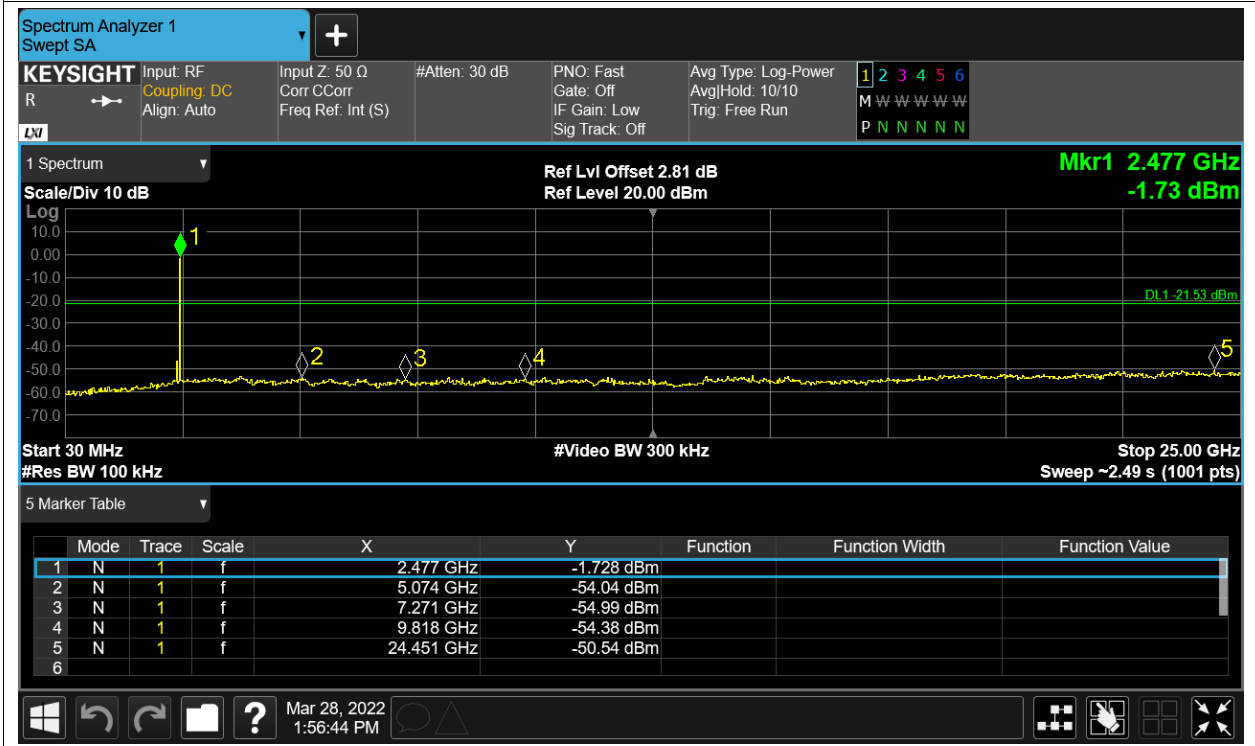 Spectrum Analyzer 1
Swept SA
+
KEYSIGHT
R
LXI
Input: RF
Coupling: DC
Align: Auto
Input Z: 50 Ω
Corr CCorr
Freq Ref: Int (S)
#Atten: 30 dB
PNO: Fast
Gate: Off
IF Gain: Low
Sig Track: Off
Avg Type: Log-Power
Avg|Hold: 10/10
Trig: Free Run
1 2 3 4 5 6
M W W W W W
P N N N N N
1 Spectrum
Scale/Div 10 dB
Ref Lvl Offset 2.81 dB
Ref Level 20.00 dBm
Mkr1 2.477 GHz
-1.73 dBm
Log
10.0
0.00
-10.0
-20.0
-30.0
-40.0
-50.0
-60.0
-70.0
1
2
3
4
5
DL1 -21.53 dBm
Start 30 MHz
#Res BW 100 kHz
#Video BW 300 kHz
Stop 25.00 GHz
Sweep ~2.49 s (1001 pts)
5 Marker Table
Mode Trace Scale X Y Function Function Width Function Value
1 N 1 f 2.477 GHz -1.728 dBm
2 N 1 f 5.074 GHz -54.04 dBm
3 N 1 f 7.271 GHz -54.99 dBm
4 N 1 f 9.818 GHz -54.38 dBm
5 N 1 f 24.451 GHz -50.54 dBm
6
?
Mar 28, 2022
1:56:44 PM